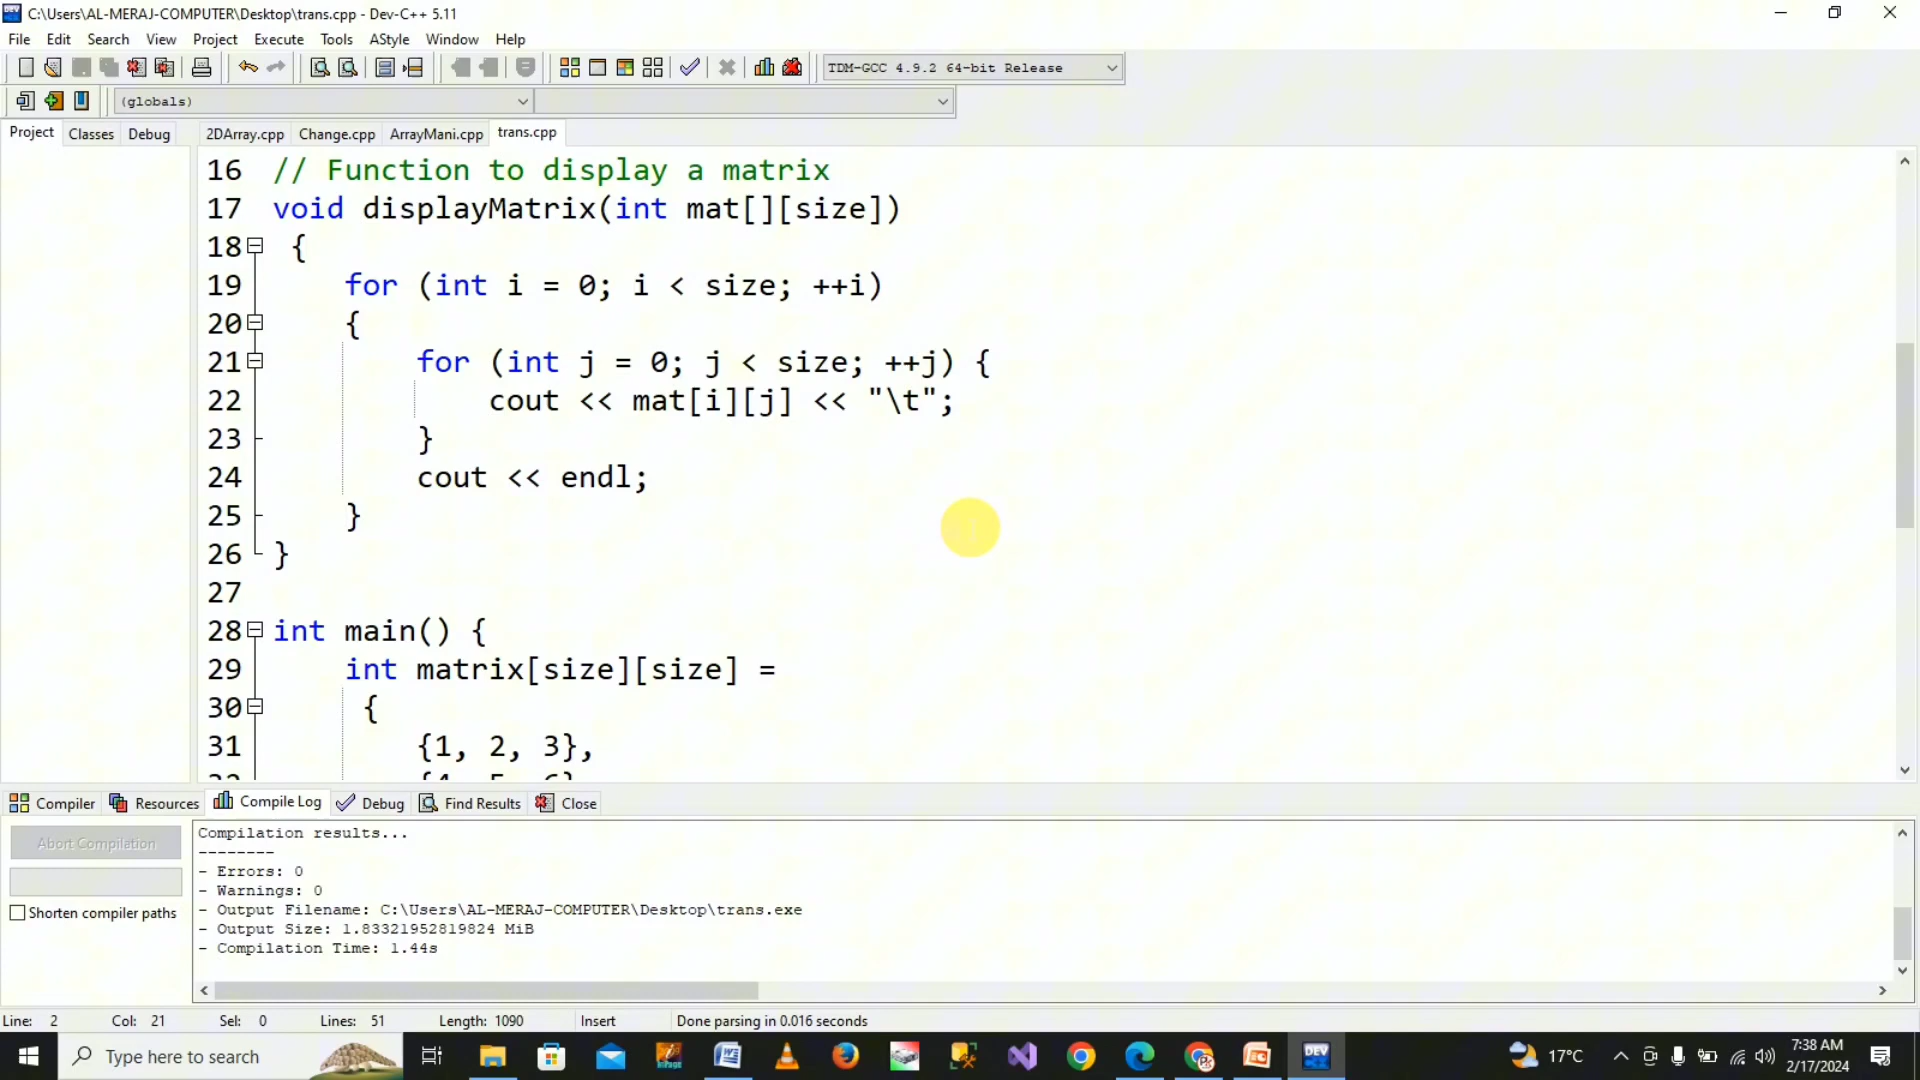 C:\Users\AL-MERAJ-COMPUTER\Desktop\trans.cpp - Dev-C++ 5.11
File Edit Search View Project Execute Tools AStyle Window Help
TDM-GCC 4.9.2 64-bit Release
(globals)
Project Classes Debug 2DArray.cpp Change.cpp ArrayMani.cpp trans.cpp
16 // Function to display a matrix
17 void displayMatrix(int mat[][size])
18 {
19 for (int i = 0; i < size; ++i)
20 {
21 for (int j = 0; j < size; ++j) {
22 cout << mat[i][j] << "\t";
23 }
24 cout << endl;
25 }
26 }
27
28 int main() {
29 int matrix[size][size] =
30 {
31 {1, 2, 3},
32 {4, 5, 6},
Compiler Resources Compile Log Debug Find Results Close
Abort Compilation
Shorten compiler paths
Compilation results...
--------
- Errors: 0
- Warnings: 0
- Output Filename: C:\Users\AL-MERAJ-COMPUTER\Desktop\trans.exe
- Output Size: 1.83321952819824 MiB
- Compilation Time: 1.44s
Line: 2 Col: 21 Sel: 0 Lines: 51 Length: 1090 Insert Done parsing in 0.016 seconds
Type here to search
DEV
17°C
7:38 AM
2/17/2024